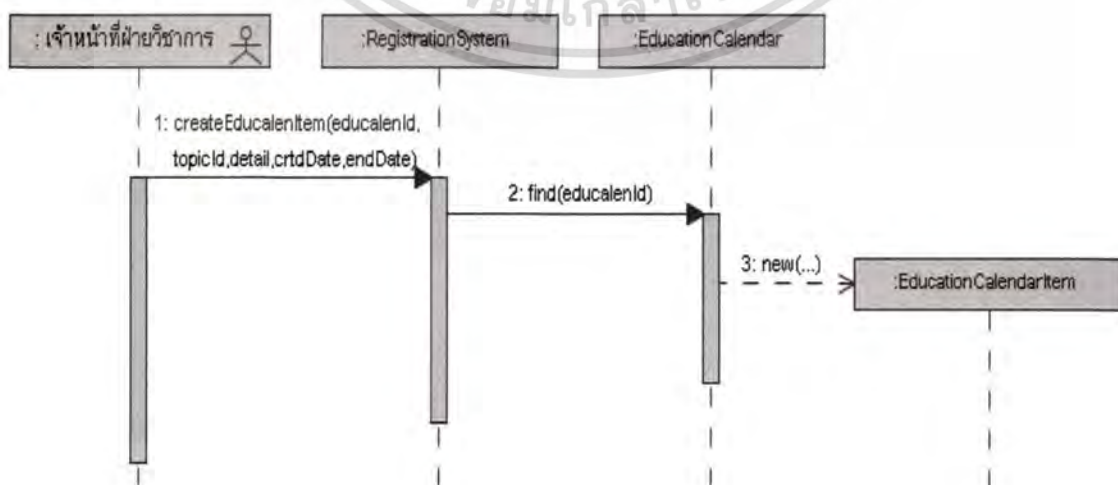 : เจ้าหน้าที่ฝ่ายวิชาการ
:RegistrationSystem
:EducationCalendar
1: createEducalenItem(educalenId,
topicId,detail,crtdDate,endDate)
2: find(educalenId)
3: new(...)
:EducationCalendarItem